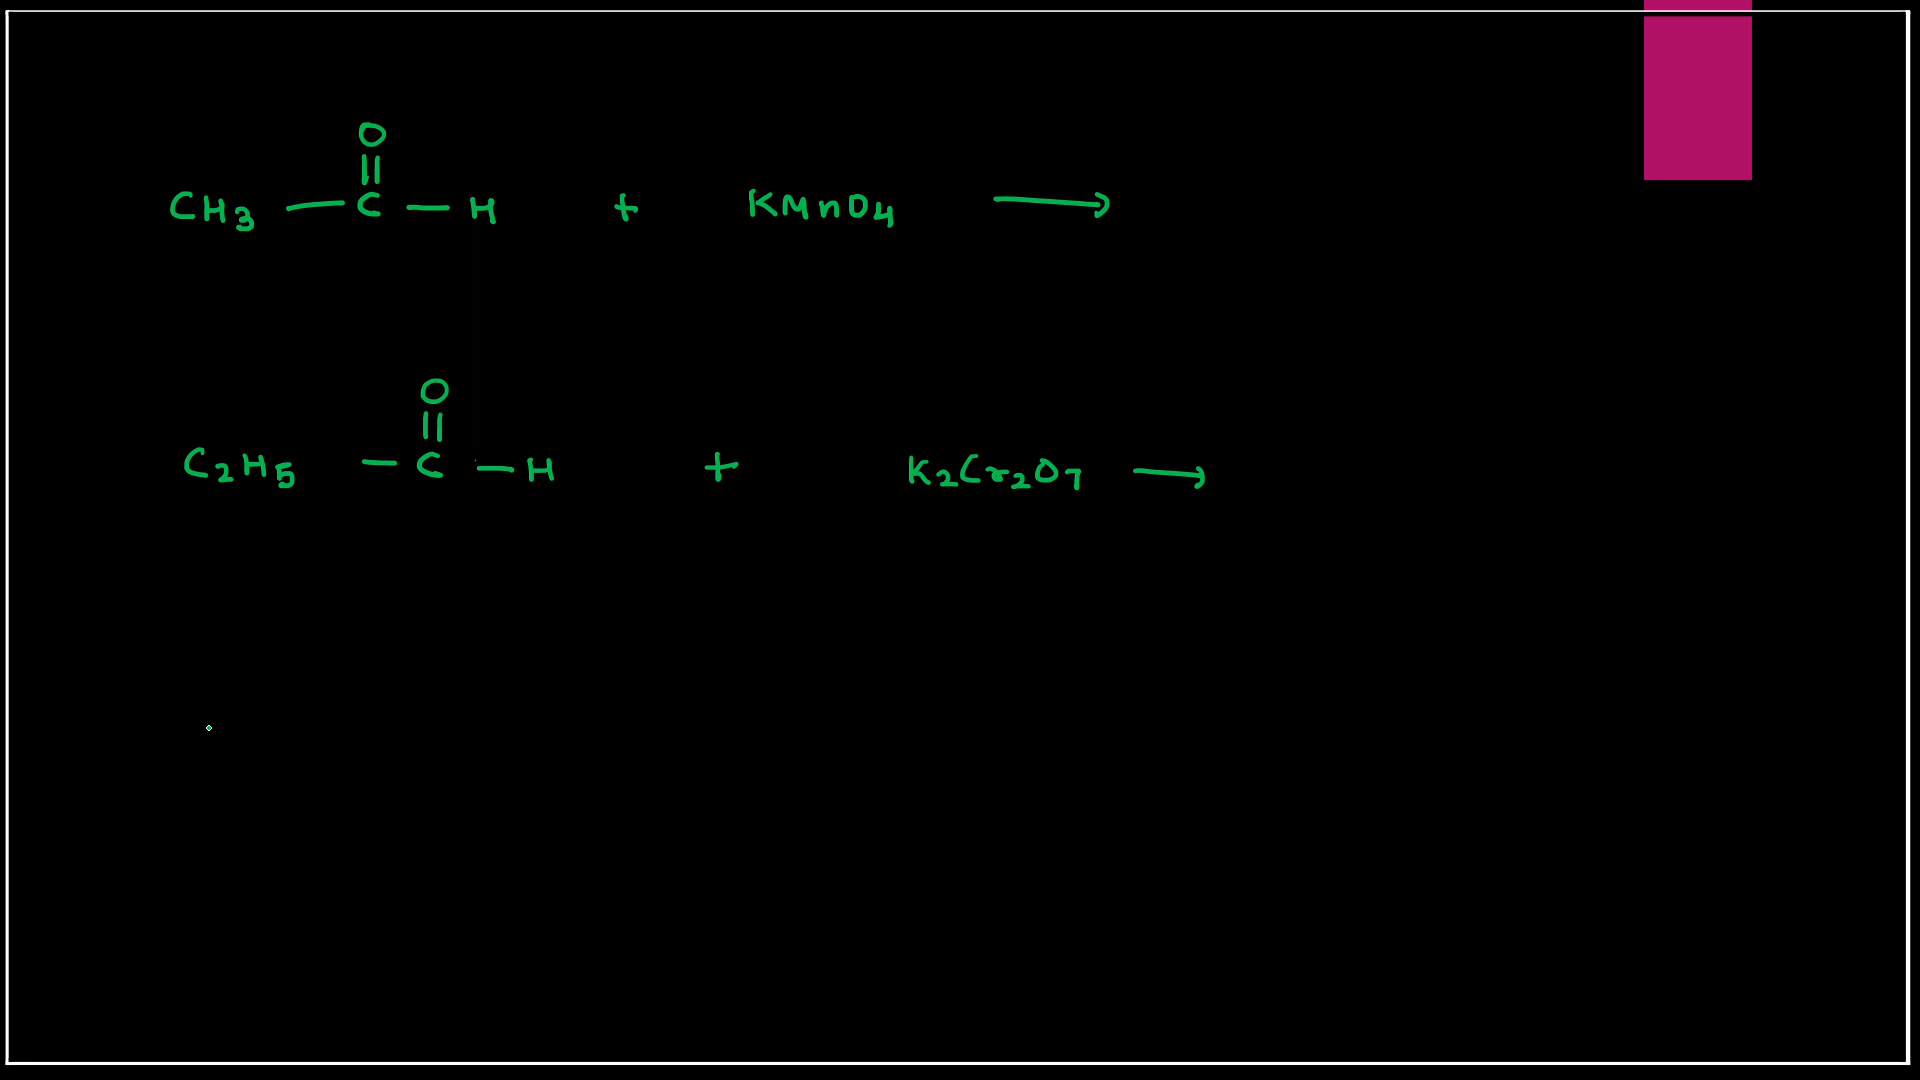 O
||
CH₃ — C — H + KMnO₄ →
O
||
C₂H₅ — C — H + K₂Cr₂O₇ →